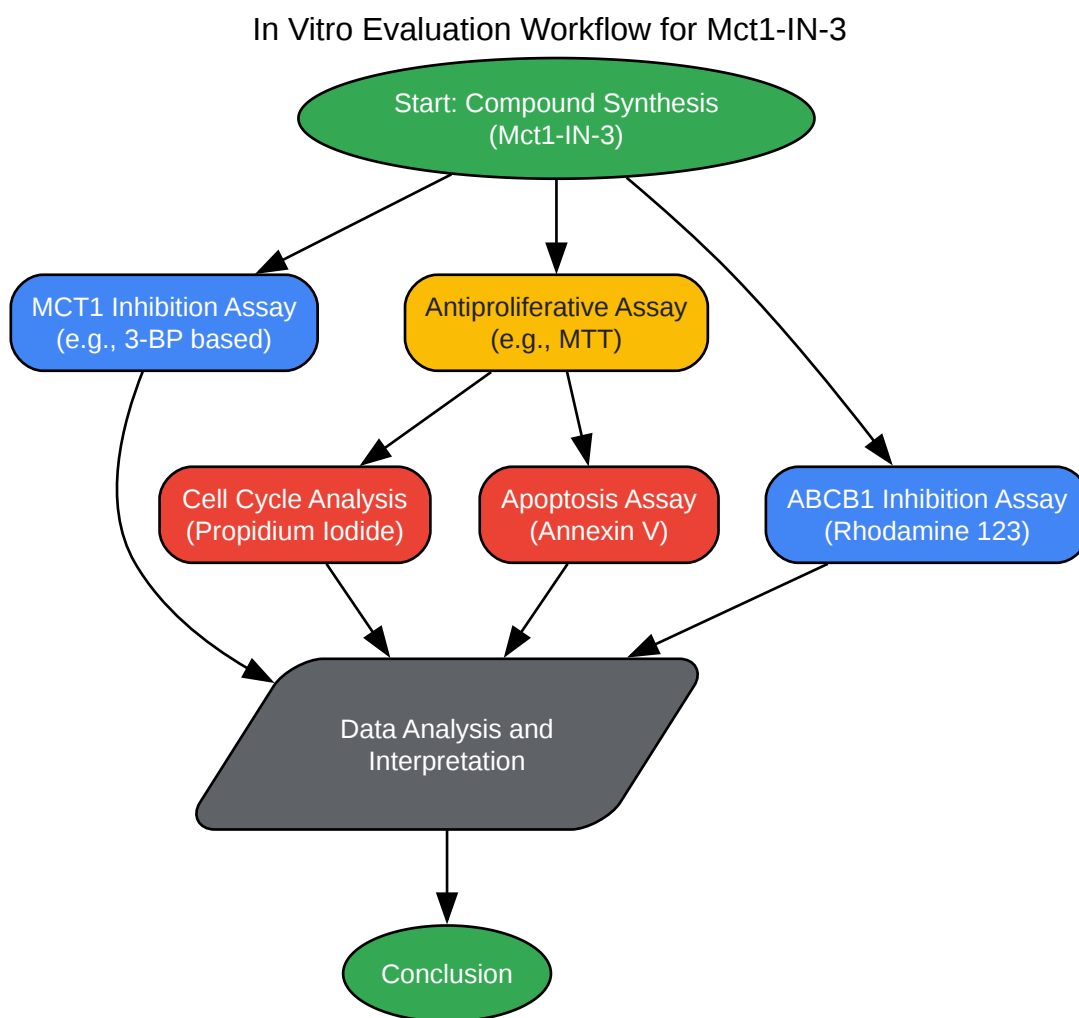 In Vitro Evaluation Workflow for Mct1-IN-3
Start: Compound Synthesis
(Mct1-IN-3)
MCT1 Inhibition Assay
(e.g., 3-BP based)
Antiproliferative Assay
(e.g., MTT)
Cell Cycle Analysis
(Propidium Iodide)
Apoptosis Assay
(Annexin V)
ABCB1 Inhibition Assay
(Rhodamine 123)
Data Analysis and
Interpretation
Conclusion